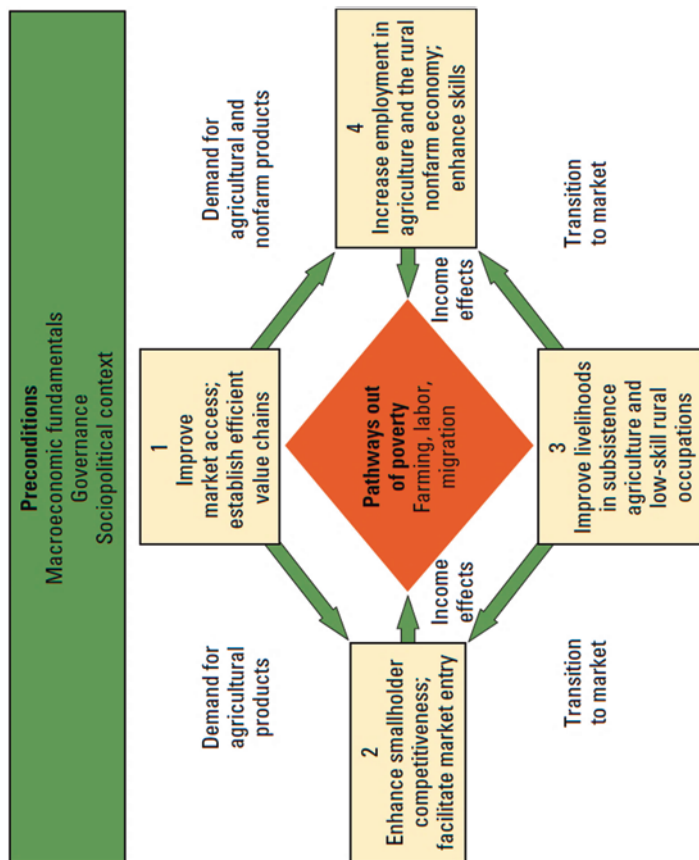 Preconditions
Macroeconomic fundamentals
Governance
Sociopolitical context
Demand for
agricultural
products
1
Improve
market access;
establish efficient
value chains
Demand for
agricultural and
nonfarm products
2
Enhance smallholder
competitiveness;
facilitate market entry
Income
effects
Pathways out
of poverty
Farming, labor,
migration
Income
effects
4
Increase employment in
agriculture and the rural
nonfarm economy;
enhance skills
Transition
to market
3
Improve livelihoods
in subsistence
agriculture and
low-skill rural
occupations
Transition
to market